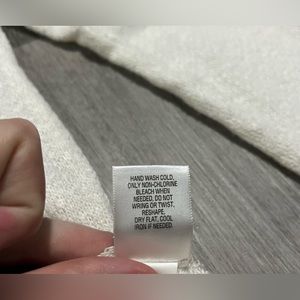 HAND WASH COLD,
ONLY NON-CHLORINE
BLEACH WHEN
NEEDED. DO NOT
WRING OR TWIST.
RESHAPE,
DRY FLAT, COOL
IRON IF NEEDED.